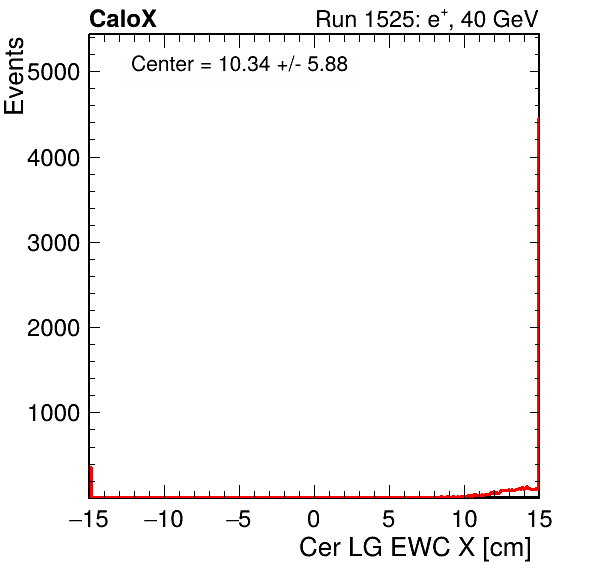 CaloX
Run 1525: e+, 40 GeV
Center = 10.34 +/- 5.88
Events
5000
4000
3000
2000
1000
−15 −10 −5 0 5 10 15
Cer LG EWC X [cm]